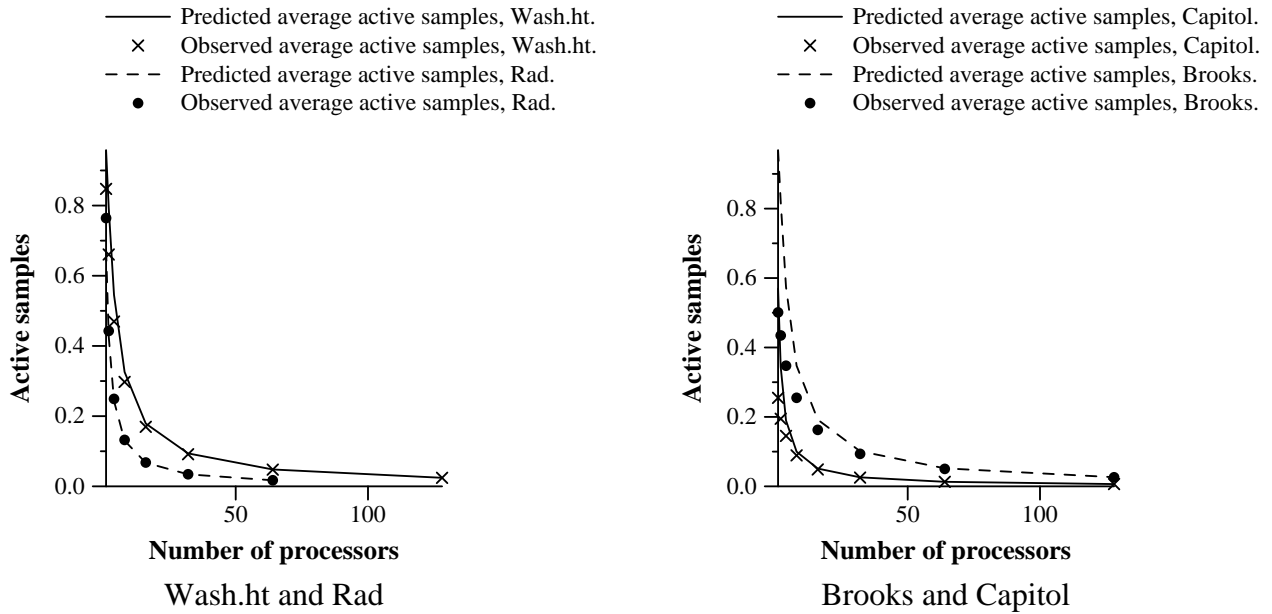 Predicted average active samples, Wash.ht.
Observed average active samples, Wash.ht.
Predicted average active samples, Rad.
Observed average active samples, Rad.
Active samples
0.8
0.6
0.4
0.2
0.0
50
100
Number of processors
Wash.ht and Rad
Predicted average active samples, Capitol.
Observed average active samples, Capitol.
Predicted average active samples, Brooks.
Observed average active samples, Brooks.
Active samples
0.8
0.6
0.4
0.2
0.0
50
100
Number of processors
Brooks and Capitol